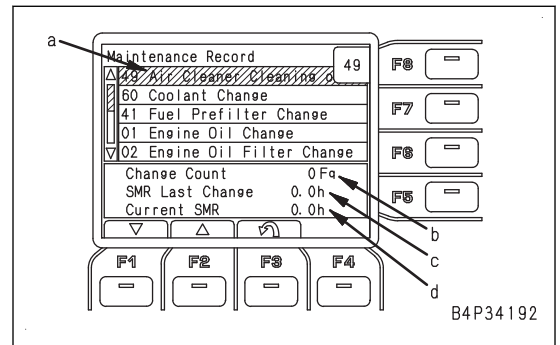 a
Maintenance Record
49
49 Air Cleaner Cleaning o
60 Coolant Change
41 Fuel Prefilter Change
01 Engine Oil Change
02 Engine Oil Filter Change
Change Count 0 Fq
SMR Last Change 0.0h
Current SMR 0.0h
F8
F7
F6
F5
b
c
d
F1 F2 F3 F4
B4P34192